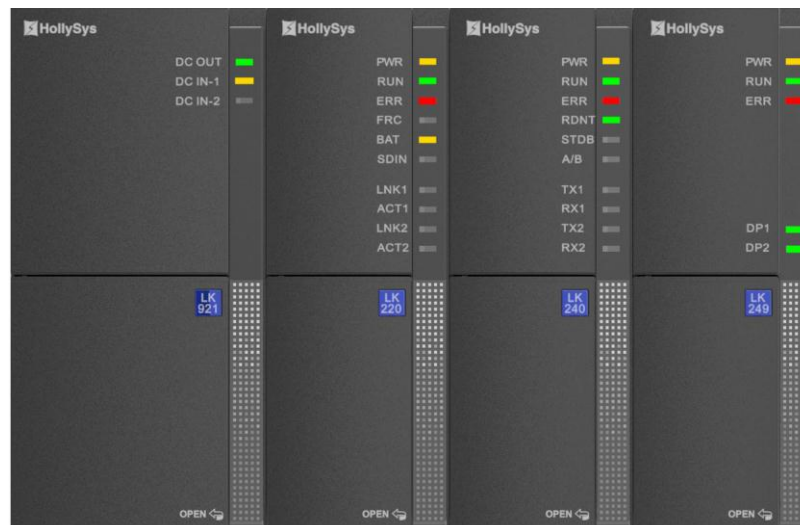 HollySys
DC OUT
DC IN-1
DC IN-2
LK
921
OPEN
HollySys
PWR
RUN
ERR
FRC
BAT
SDIN
LNK1
ACT1
LNK2
ACT2
LK
220
OPEN
HollySys
PWR
RUN
ERR
RDNT
STDB
A/B
TX1
RX1
TX2
RX2
LK
240
OPEN
HollySys
PWR
RUN
ERR
DP1
DP2
LK
249
OPEN